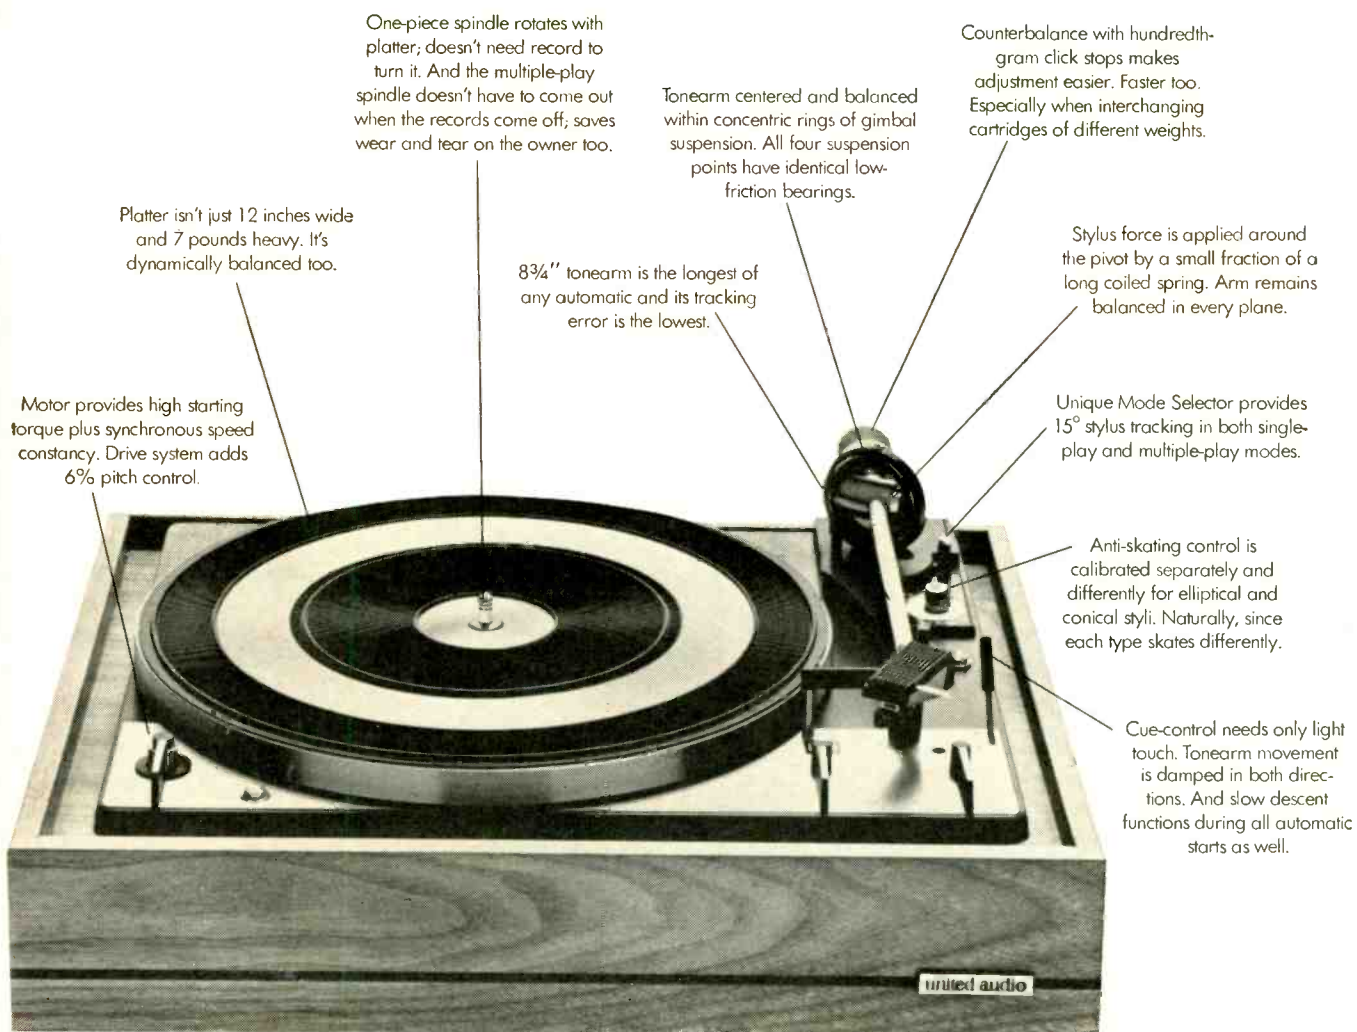 One-piece spindle rotates with
platter; doesn't need record to
turn it. And the multiple-play
spindle doesn't have to come out
when the records come off; saves
wear and tear on the owner too.
Counterbalance with hundredth-
gram click stops makes
adjustment easier. Faster too.
Especially when interchanging
cartridges of different weights.
Tonearm centered and balanced
within concentric rings of gimbal
suspension. All four suspension
points have identical low-
friction bearings.
Platter isn't just 12 inches wide
and 7 pounds heavy. It's
dynamically balanced too.
8¾" tonearm is the longest of
any automatic and its tracking
error is the lowest.
Stylus force is applied around
the pivot by a small fraction of a
long coiled spring. Arm remains
balanced in every plane.
Motor provides high starting
torque plus synchronous speed
constancy. Drive system adds
6% pitch control.
Unique Mode Selector provides
15° stylus tracking in both single-
play and multiple-play modes.
Anti-skating control is
calibrated separately and
differently for elliptical and
conical styli. Naturally, since
each type skates differently.
Cue-control needs only light
touch. Tonearm movement
is damped in both direc-
tions. And slow descent
functions during all automatic
starts as well.
united audio